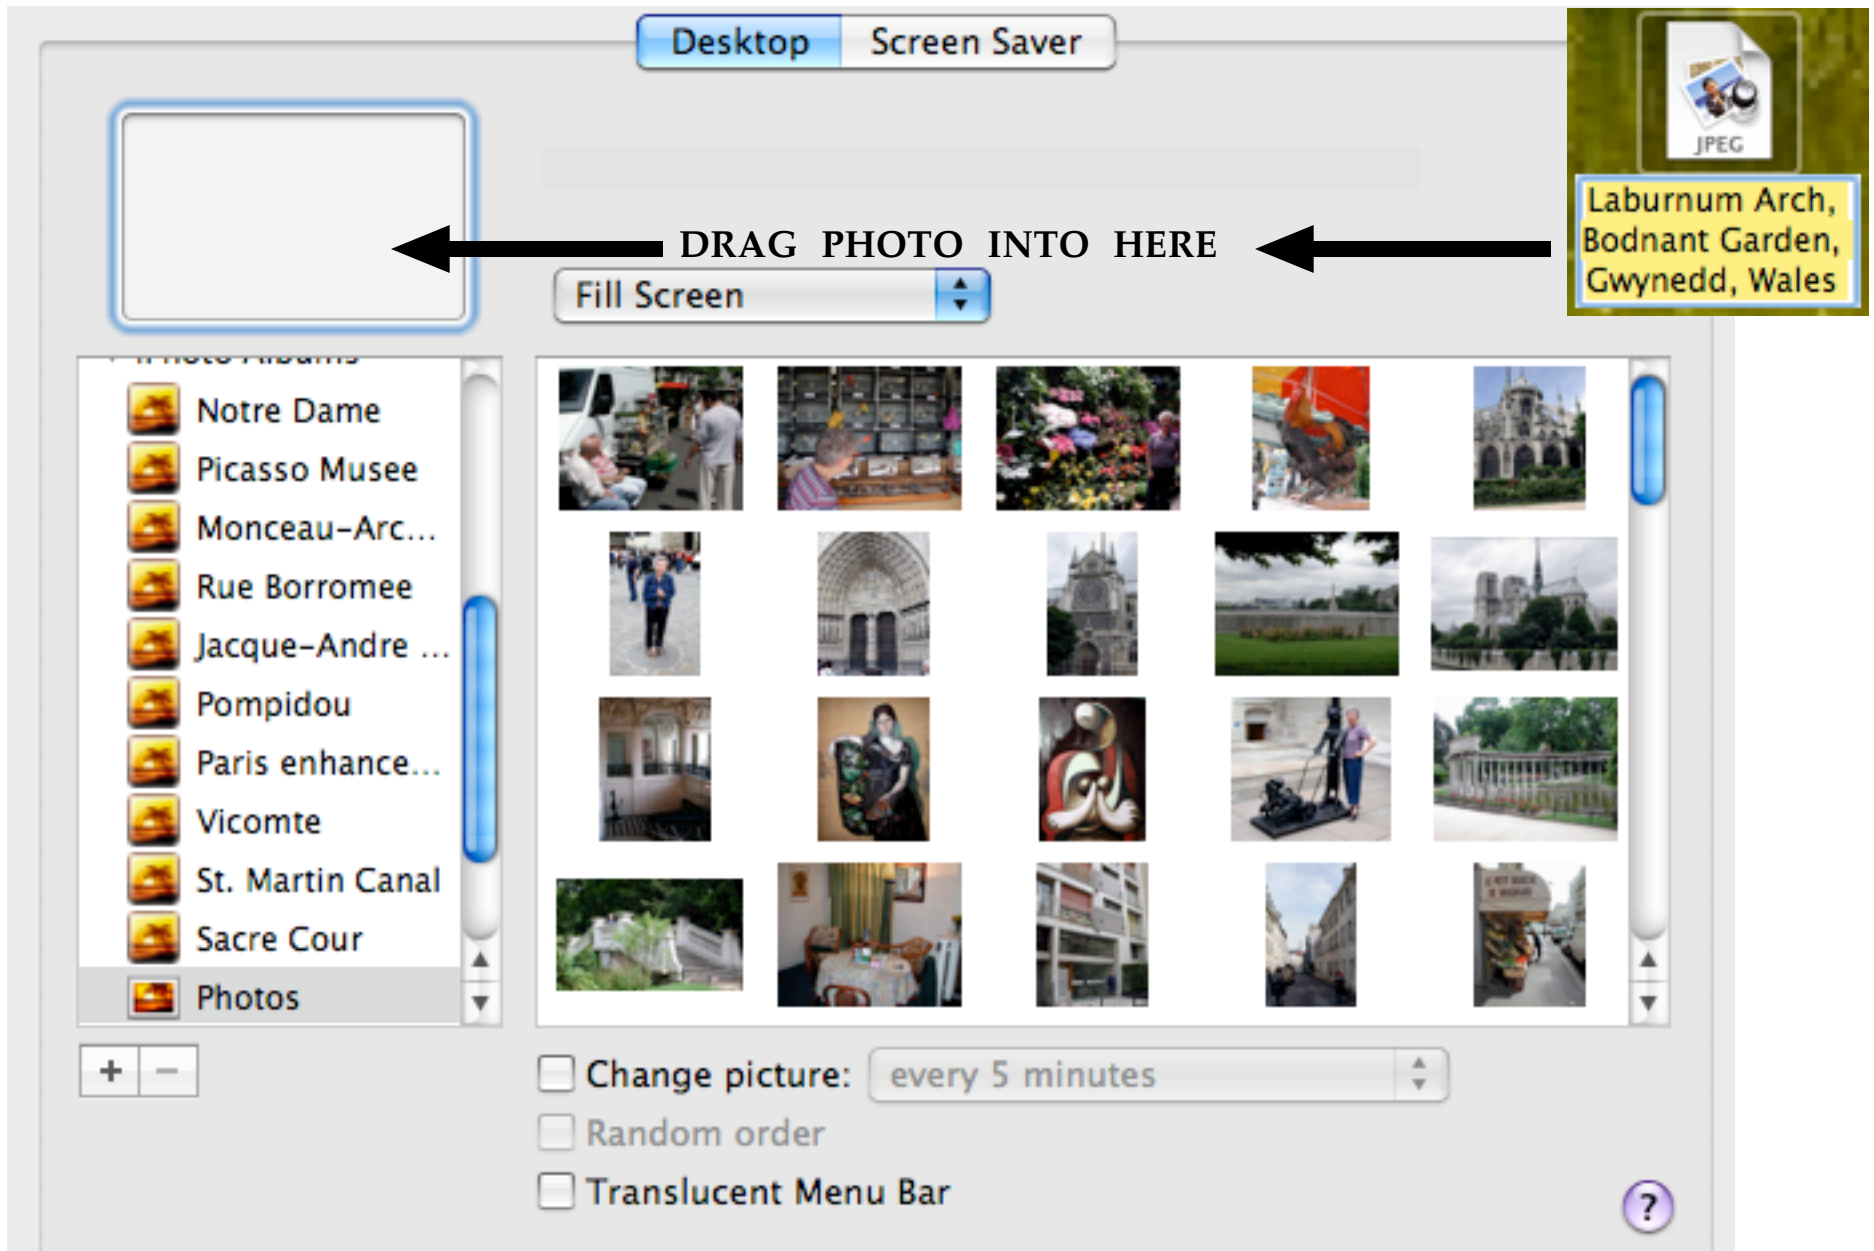 Desktop
Screen Saver
JPEG
Laburnum Arch,
Bodnant Garden,
Gwynedd, Wales
DRAG PHOTO INTO HERE
Fill Screen
iPhoto Albums
Notre Dame
Picasso Musee
Monceau-Arc...
Rue Borromee
Jacque-Andre ...
Pompidou
Paris enhance...
Vicomte
St. Martin Canal
Sacre Cour
Photos
+ −
Change picture:
every 5 minutes
Random order
Translucent Menu Bar
?